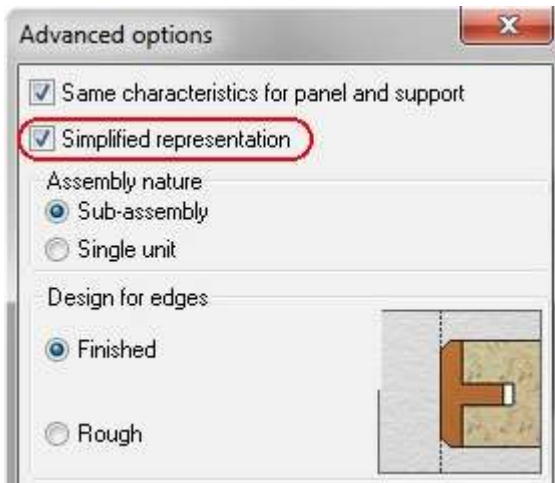 Advanced options
Same characteristics for panel and support
Simplified representation
Assembly nature
Sub-assembly
Single unit
Design for edges
Finished
Rough